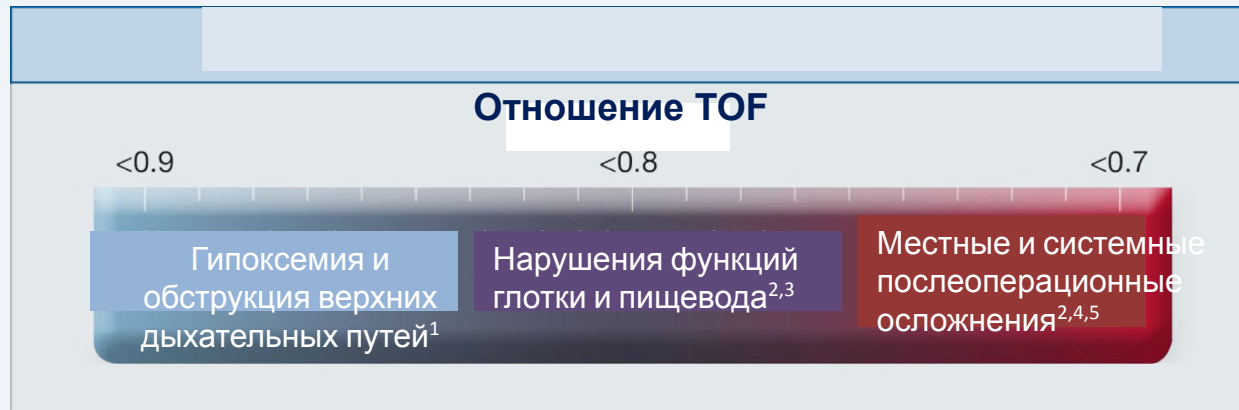 Отношение TOF
<0.9 <0.8 <0.7
Гипоксемия и
обструкция верхних
дыхательных путей1
Нарушения функций
глотки и пищевода2,3
Местные и системные
послеоперационные
осложнения2,4,5